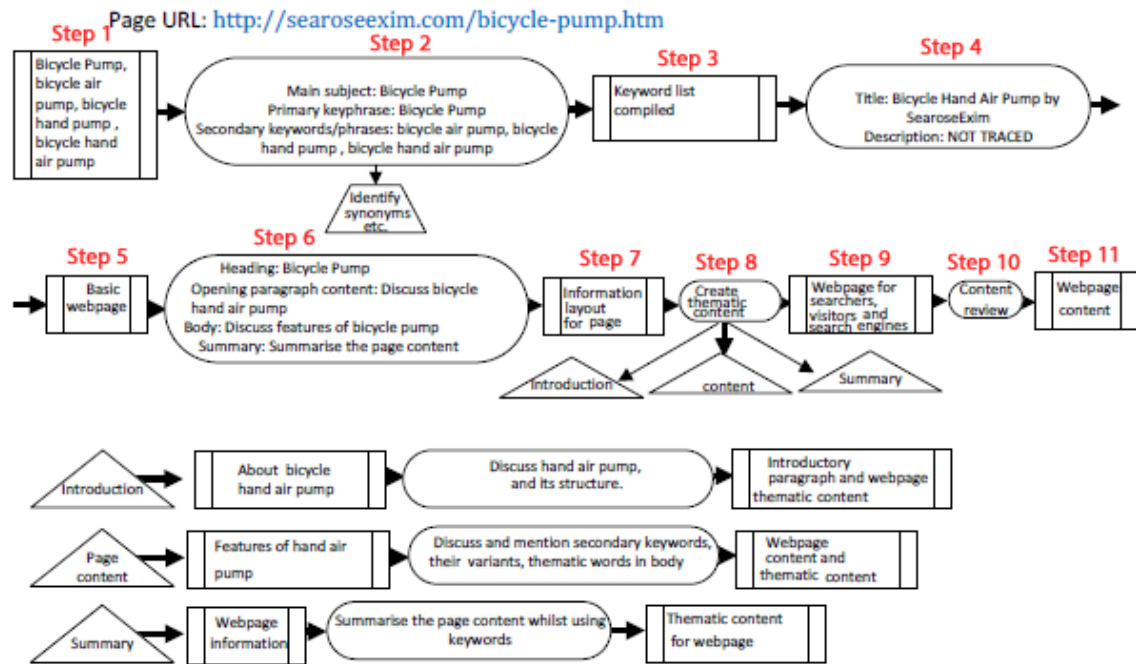 Page URL: http://searoseexim.com/bicycle-pump.htm
Step 1
Bicycle Pump,
bicycle air
pump, bicycle
hand pump ,
bicycle hand
air pump
Step 2
Main subject: Bicycle Pump
Primary keyphrase: Bicycle Pump
Secondary keywords/phrases: bicycle air pump, bicycle
hand pump , bicycle hand air pump
Identify
synonyms
etc.
Step 3
Keyword list
compiled
Step 4
Title: Bicycle Hand Air Pump by
SearoseExim
Description: NOT TRACED
Step 5
Basic
webpage
Step 6
Heading: Bicycle Pump
Opening paragraph content: Discuss bicycle
hand air pump
Body: Discuss features of bicycle pump
Summary: Summarise the page content
Step 7
Information
layout
for page
Step 8
Create
thematic
content
Step 9
Webpage for
searchers,
visitors and
search engines
Step 10
Content
review
Step 11
Webpage
content
Introduction
content
Summary
Introduction
About bicycle
hand air pump
Discuss hand air pump,
and its structure.
Introductory
paragraph and webpage
thematic content
Page
content
Features of hand air
pump
Discuss and mention secondary keywords,
their variants, thematic words in body
Webpage
content and
thematic content
Summary
Webpage
information
Summarise the page content whilst using
keywords
Thematic content
for webpage